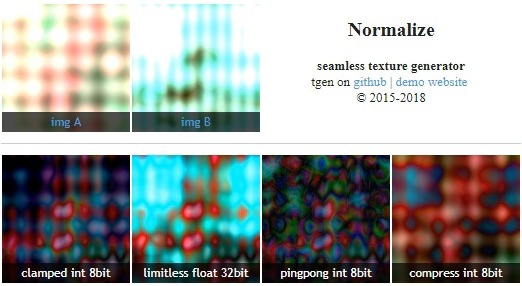 Normalize
seamless texture generator
tgen on github | demo website
© 2015-2018
img A
img B
clamped int 8bit
limitless float 32bit
pingpong int 8bit
compress int 8bit